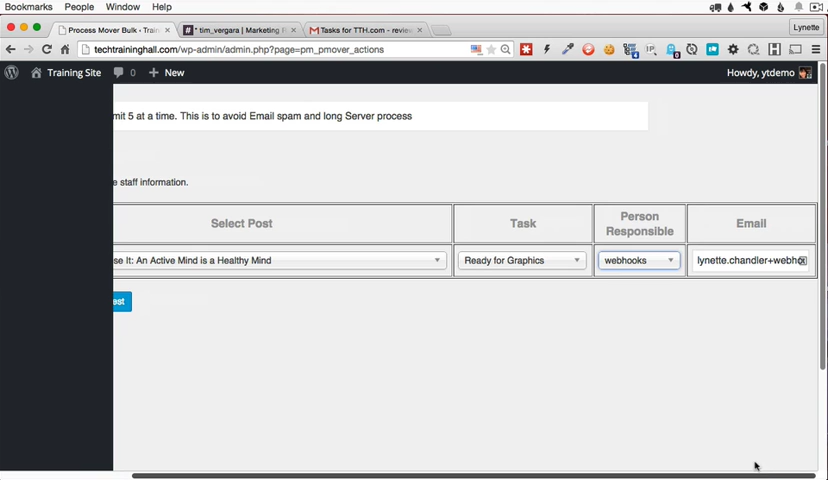 Bookmarks People Window Help
Process Mover Bulk - Train
* tim_vergara | Marketing R
Tasks for TTH.com - review
Lynette
techtraininghall.com/wp-admin/admin.php?page=pm_pmover_actions
Training Site 0 New
Howdy, ytdemo
mit 5 at a time. This is to avoid Email spam and long Server process
e staff information.
Select Post
Task
Person
Responsible
Email
se It: An Active Mind is a Healthy Mind
Ready for Graphics
webhooks
lynette.chandler+webho
est